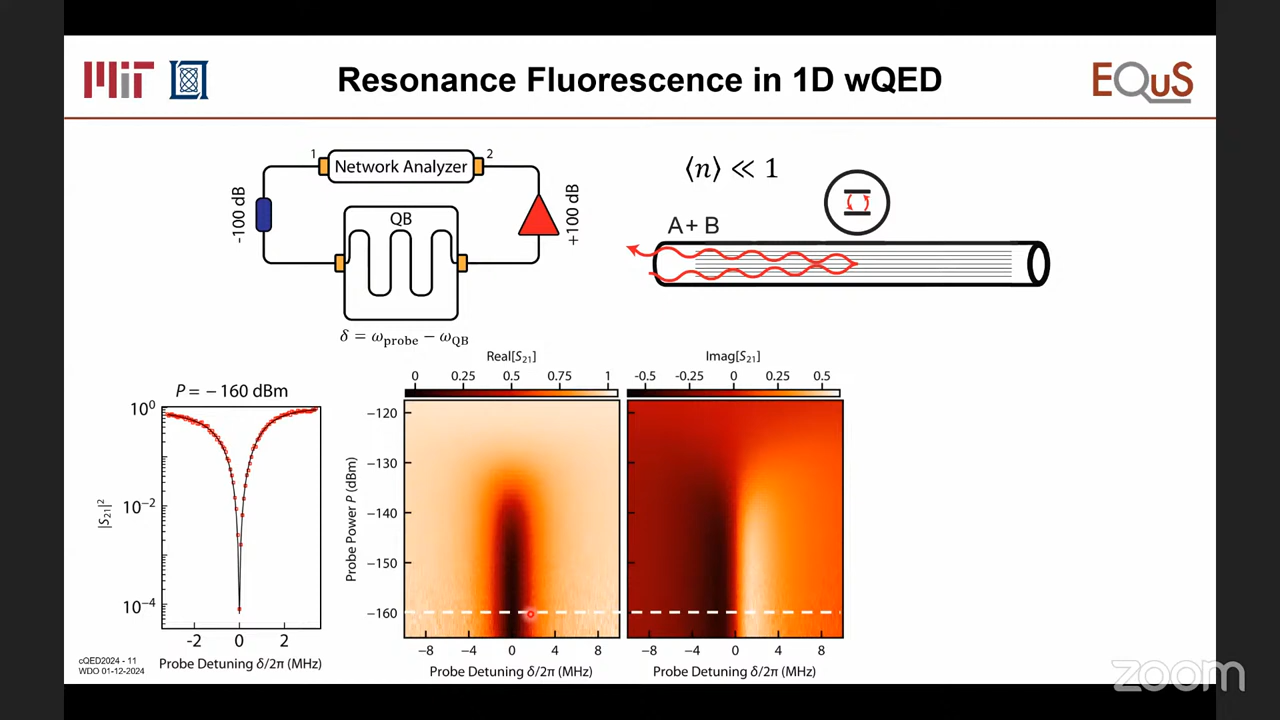 MIT
Resonance Fluorescence in 1D wQED
EQuS
1
Network Analyzer
2
-100 dB
QB
+100 dB
δ = ω_probe − ω_QB
⟨n⟩ ≪ 1
A + B
P = − 160 dBm
10⁰
10⁻²
10⁻⁴
|S₂₁|²
-2
0
2
Probe Detuning δ/2π (MHz)
Real[S₂₁]
0
0.25
0.5
0.75
1
Probe Power P (dBm)
−120
−130
−140
−150
−160
−8
−4
0
4
8
Probe Detuning δ/2π (MHz)
Imag[S₂₁]
-0.5
-0.25
0
0.25
0.5
−8
−4
0
4
8
Probe Detuning δ/2π (MHz)
cQED2024 - 11
WDO 01-12-2024
zoom